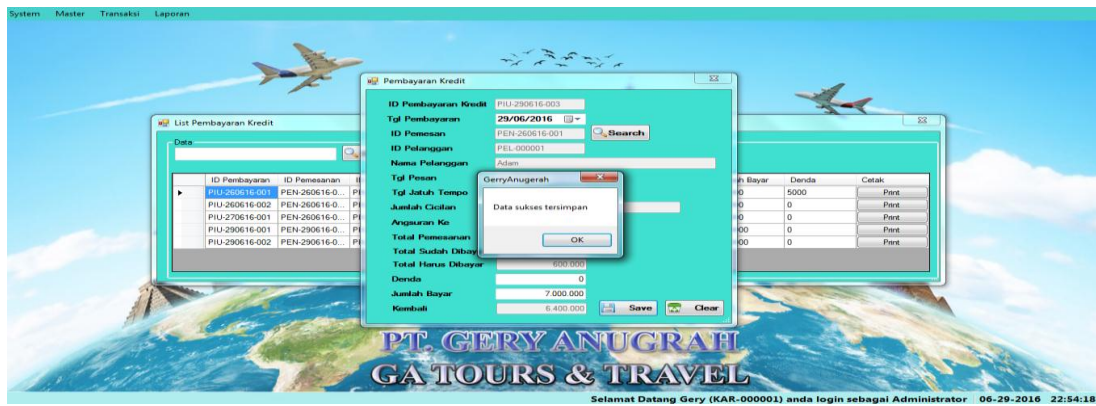 System Master Transaksi Laporan
Pembayaran Kredit
ID Pembayaran Kredit PIU-290616-003
Tgl Pembayaran 29/06/2016
ID Pemesan PEN-260616-001 Search
ID Pelanggan PEL-000001
Nama Pelanggan Adam
Tgl Pesan
Tgl Jatuh Tempo
Jumlah Cicilan
Angsuran Ke
Total Pemesanan
Total Sudah Dibayar
Total Harus Dibayar 600.000
Denda 0
Jumlah Bayar 7.000.000
Kembali 6.400.000 Save Clear
GerryAnugerah
Data sukses tersimpan
OK
List Pembayaran Kredit
Data
ID Pembayaran ID Pemesanan Bayar Denda Cetak
PIU-260616-001 PEN-260616-0... 5000 Print
PIU-260616-002 PEN-260616-0... 0 Print
PIU-270616-001 PEN-260616-0... 0 Print
PIU-290616-001 PEN-260616-0... 0 Print
PIU-290616-002 PEN-290616-0... 0 Print
PT. GERY ANUGRAH
GA TOURS & TRAVEL
Selamat Datang Gery (KAR-000001) anda login sebagai Administrator 06-29-2016 22:54:18